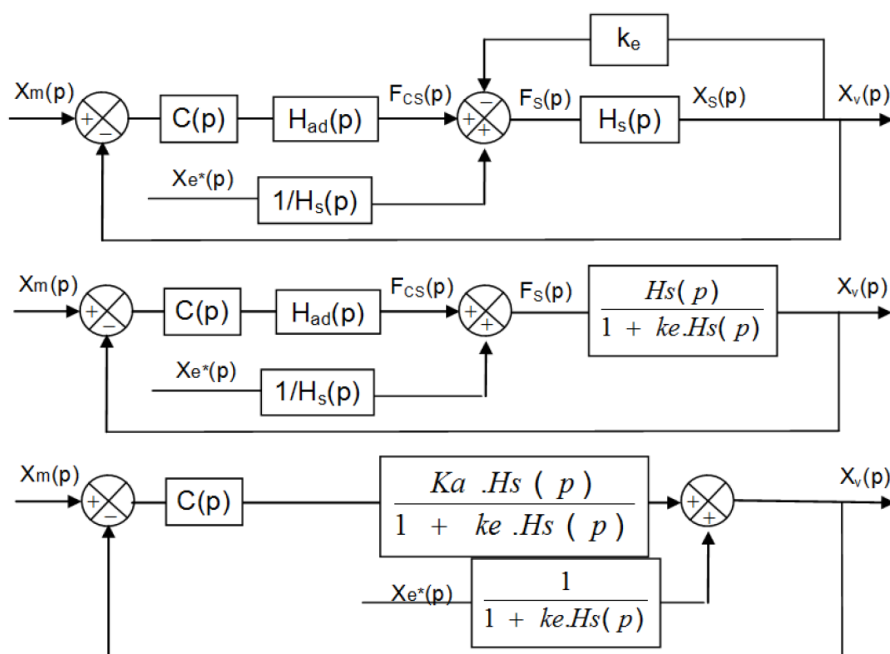 k_e
X_m(p)
+
−
C(p)
H_ad(p)
F_CS(p)
−
+
+
F_S(p)
H_s(p)
X_S(p)
X_v(p)
X_e*(p)
1/H_s(p)
X_m(p)
+
−
C(p)
H_ad(p)
F_CS(p)
+
+
F_S(p)
Hs(p)
1 + ke.Hs(p)
X_v(p)
X_e*(p)
1/H_s(p)
X_m(p)
+
−
C(p)
Ka .Hs ( p )
1 + ke .Hs ( p )
+
+
X_v(p)
X_e*(p)
1
1 + ke.Hs(p)